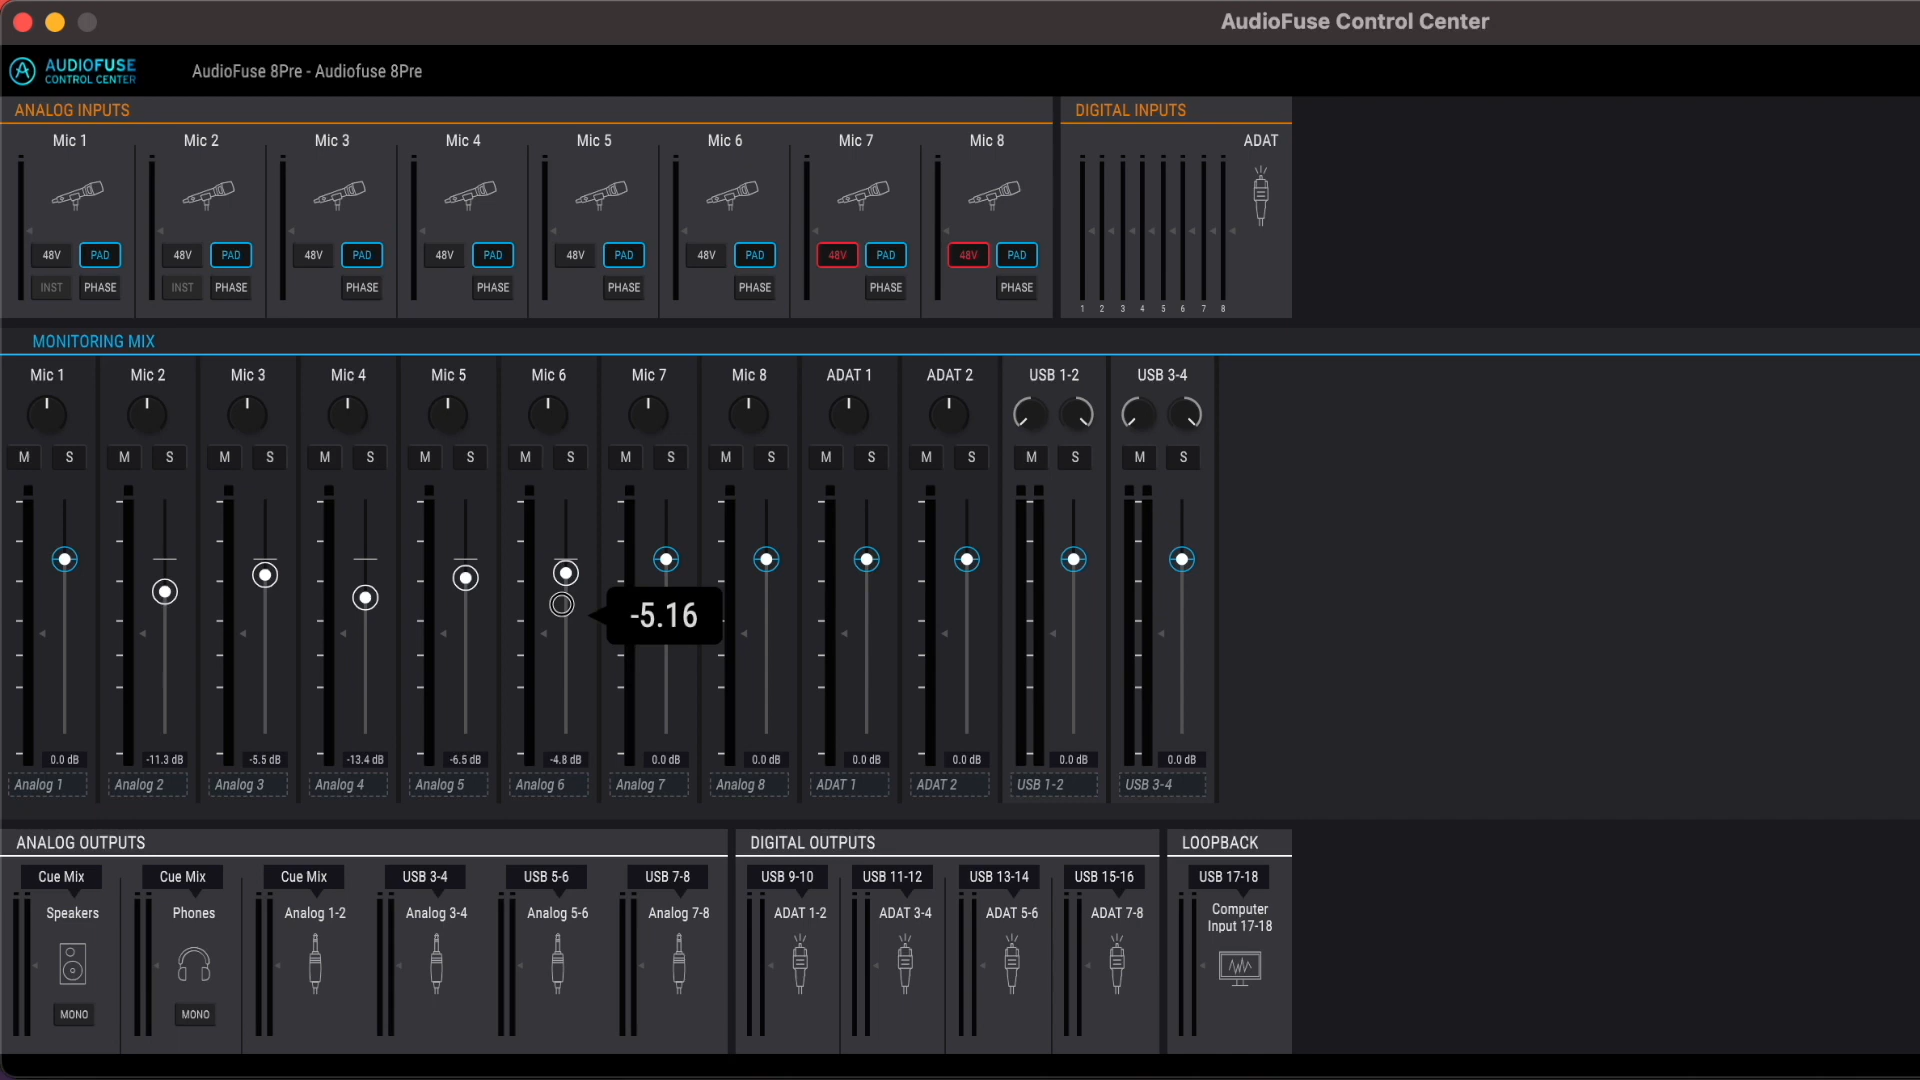 AudioFuse Control Center
AUDIOFUSE
CONTROL CENTER
AudioFuse 8Pre - Audiofuse 8Pre
ANALOG INPUTS
DIGITAL INPUTS
Mic 1 Mic 2 Mic 3 Mic 4 Mic 5 Mic 6 Mic 7 Mic 8 ADAT
48V PAD 48V PAD 48V PAD 48V PAD 48V PAD 48V PAD 48V PAD 48V PAD
INST PHASE INST PHASE PHASE PHASE PHASE PHASE PHASE PHASE
1 2 3 4 5 6 7 8
MONITORING MIX
Mic 1 Mic 2 Mic 3 Mic 4 Mic 5 Mic 6 Mic 7 Mic 8 ADAT 1 ADAT 2 USB 1-2 USB 3-4
M S M S M S M S M S M S M S M S M S M S M S M S
-5.16
0.0 dB -11.3 dB -5.5 dB -13.4 dB -6.5 dB -4.8 dB 0.0 dB 0.0 dB 0.0 dB 0.0 dB 0.0 dB 0.0 dB
Analog 1 Analog 2 Analog 3 Analog 4 Analog 5 Analog 6 Analog 7 Analog 8 ADAT 1 ADAT 2 USB 1-2 USB 3-4
ANALOG OUTPUTS
DIGITAL OUTPUTS
LOOPBACK
Cue Mix Cue Mix Cue Mix USB 3-4 USB 5-6 USB 7-8 USB 9-10 USB 11-12 USB 13-14 USB 15-16 USB 17-18
Speakers Phones Analog 1-2 Analog 3-4 Analog 5-6 Analog 7-8 ADAT 1-2 ADAT 3-4 ADAT 5-6 ADAT 7-8 Computer
Input 17-18
MONO MONO